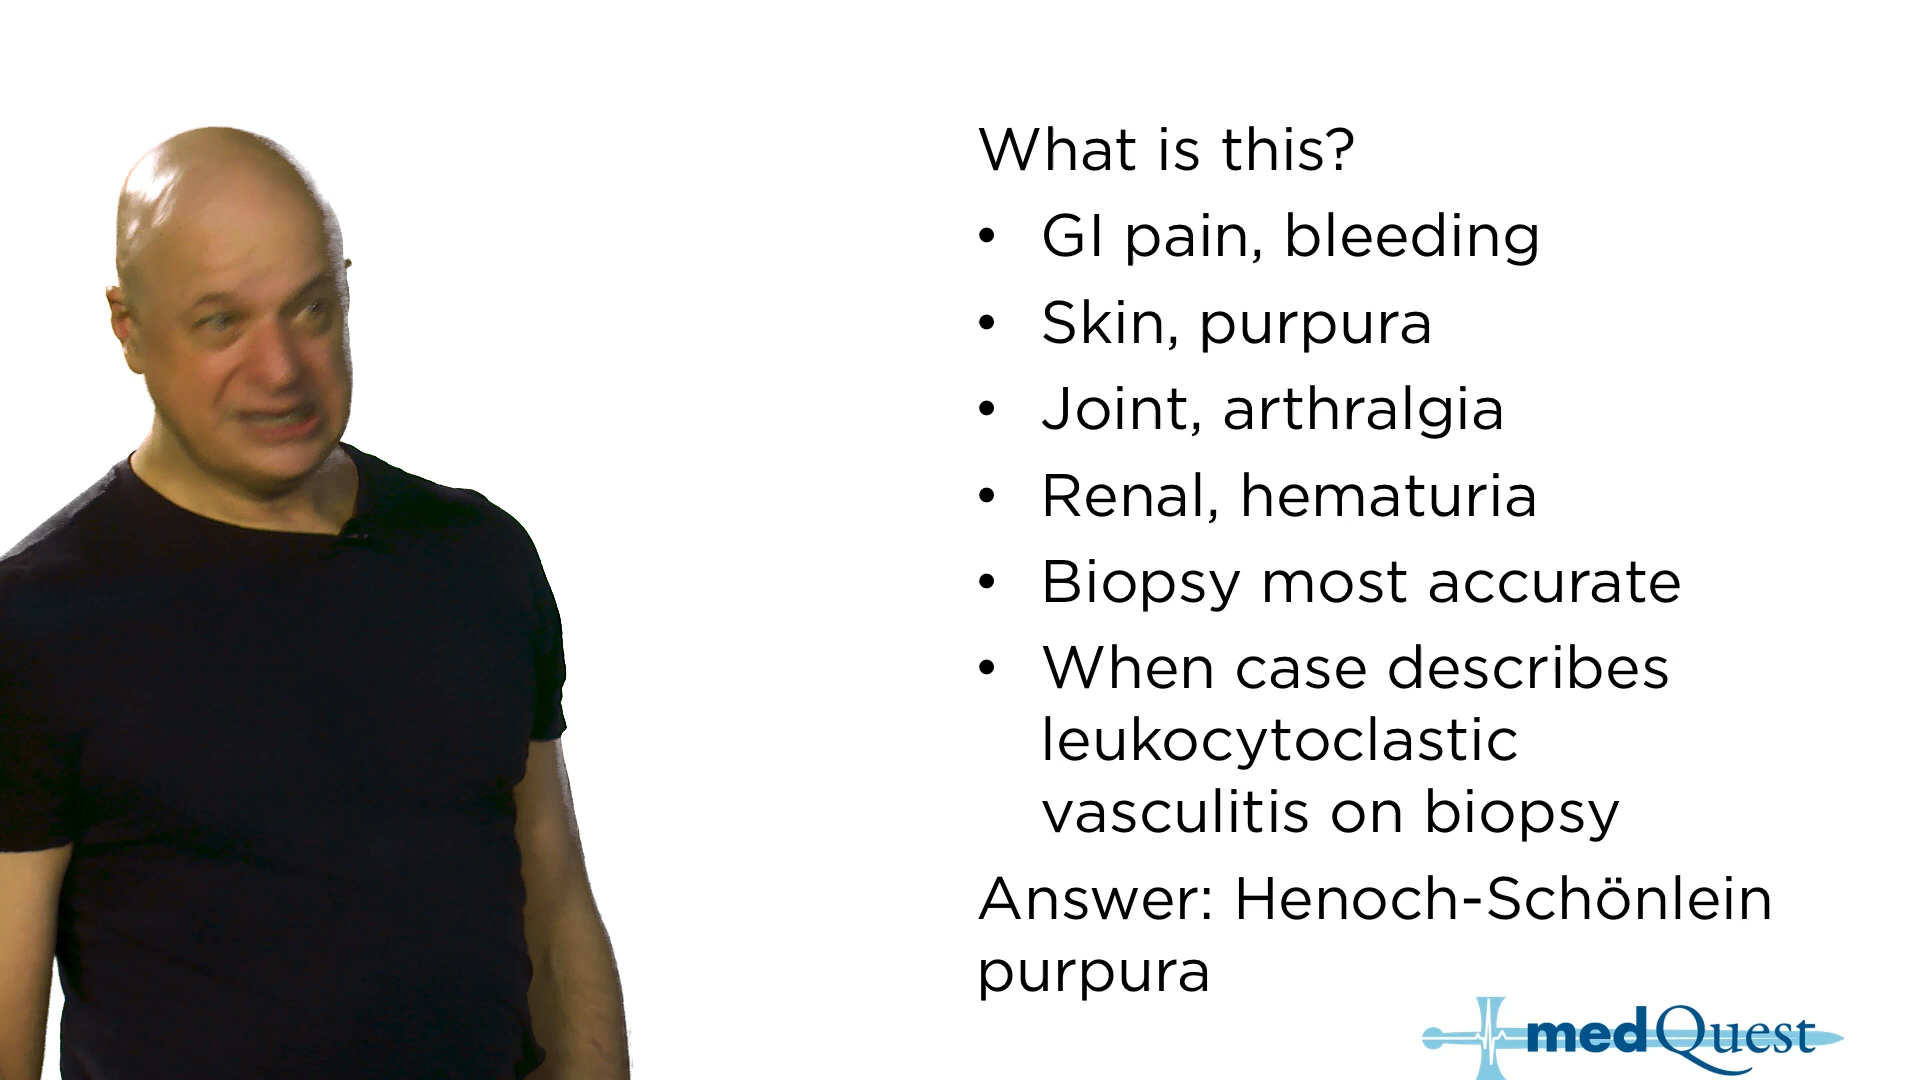 What is this?
• GI pain, bleeding
• Skin, purpura
• Joint, arthralgia
• Renal, hematuria
• Biopsy most accurate
• When case describes
leukocytoclastic
vasculitis on biopsy
Answer: Henoch-Schönlein
purpura
medQuest